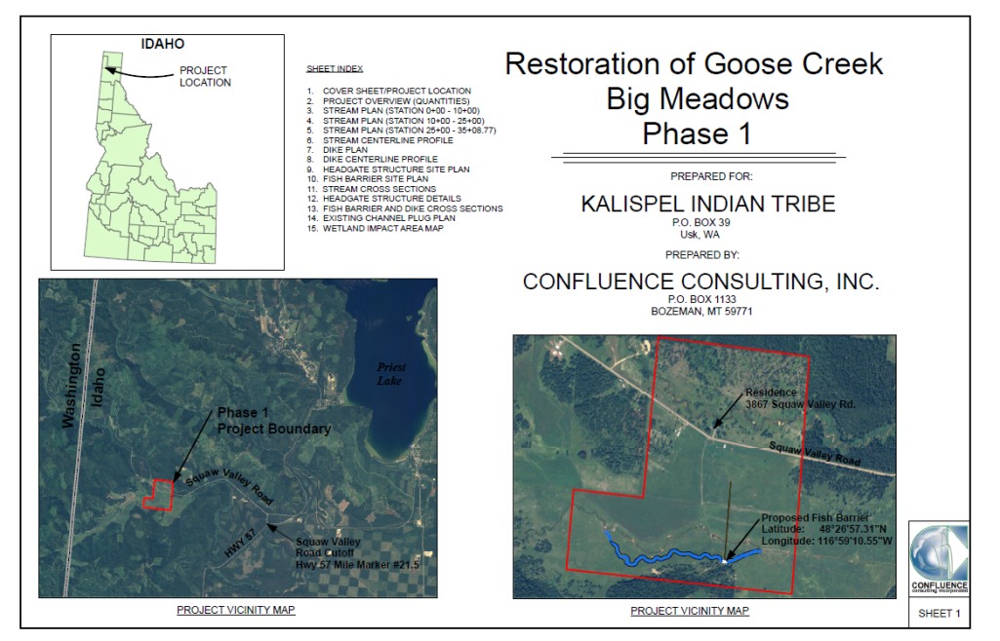 IDAHO
PROJECT
LOCATION
SHEET INDEX
1. COVER SHEET/PROJECT LOCATION
2. PROJECT OVERVIEW (QUANTITIES)
3. STREAM PLAN (STATION 0+00 - 10+00)
4. STREAM PLAN (STATION 10+00 - 25+00)
5. STREAM PLAN (STATION 25+00 - 35+08.77)
6. STREAM CENTERLINE PROFILE
7. DIKE PLAN
8. DIKE CENTERLINE PROFILE
9. HEADGATE STRUCTURE SITE PLAN
10. FISH BARRIER SITE PLAN
11. STREAM CROSS SECTIONS
12. HEADGATE STRUCTURE DETAILS
13. FISH BARRIER AND DIKE CROSS SECTIONS
14. EXISTING CHANNEL PLUG PLAN
15. WETLAND IMPACT AREA MAP
Restoration of Goose Creek
Big Meadows
Phase 1
PREPARED FOR:
KALISPEL INDIAN TRIBE
P.O. BOX 39
Usk, WA
PREPARED BY:
CONFLUENCE CONSULTING, INC.
P.O. BOX 1133
BOZEMAN, MT 59771
Washington
Idaho
Priest
Lake
Phase 1
Project Boundary
Squaw Valley Road
HWY 57
Squaw Valley
Road Cutoff
Hwy 57 Mile Marker #21.5
PROJECT VICINITY MAP
Residence
3867 Squaw Valley Rd.
Squaw Valley Road
Proposed Fish Barrier
Latitude: 48°26'57.31"N
Longitude: 116°59'10.55"W
PROJECT VICINITY MAP
CONFLUENCE
consulting incorporated
SHEET 1